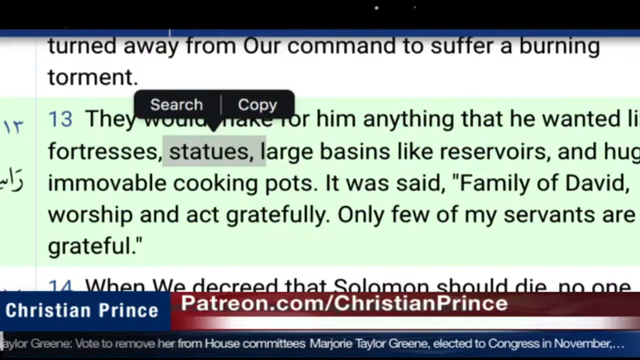 turned away from Our command to suffer a burning
torment.
Search Copy
١٣
13 They would make for him anything that he wanted li
fortresses, statues, large basins like reservoirs, and hug
immovable cooking pots. It was said, "Family of David,
worship and act gratefully. Only few of my servants are
grateful."
14 When We decreed that Solomon should die, no one
Christian Prince
Patreon.com/ChristianPrince
aylor Greene: Vote to remove her from House committees Marjorie Taylor Greene, elected to Congress in November,...